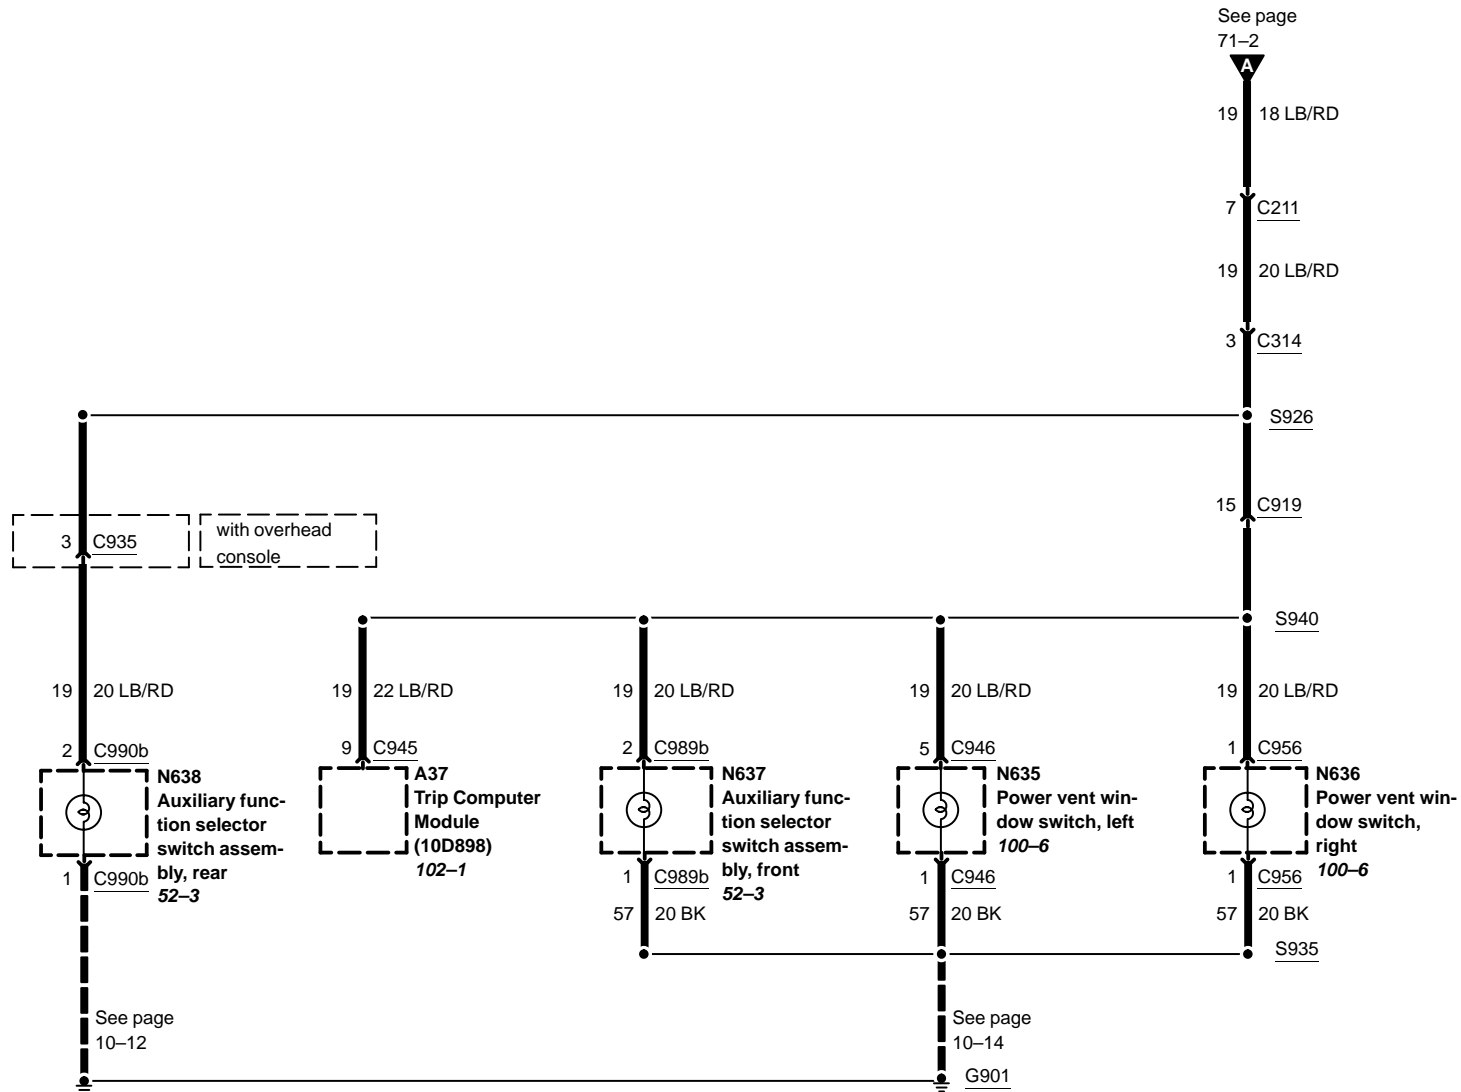 See page
71–2
A
19 18 LB/RD
7 C211
19 20 LB/RD
3 C314
S926
15 C919
3 C935
with overhead
console
S940
19 20 LB/RD
19 22 LB/RD
19 20 LB/RD
19 20 LB/RD
19 20 LB/RD
2 C990b
9 C945
2 C989b
5 C946
1 C956
N638
Auxiliary func-
tion selector
switch assem-
bly, rear
52–3
A37
Trip Computer
Module
(10D898)
102–1
N637
Auxiliary func-
tion selector
switch assem-
bly, front
52–3
N635
Power vent win-
dow switch, left
100–6
N636
Power vent win-
dow switch,
right
100–6
1 C990b
1 C989b
1 C946
1 C956
57 20 BK
57 20 BK
57 20 BK
S935
See page
10–12
See page
10–14
G901